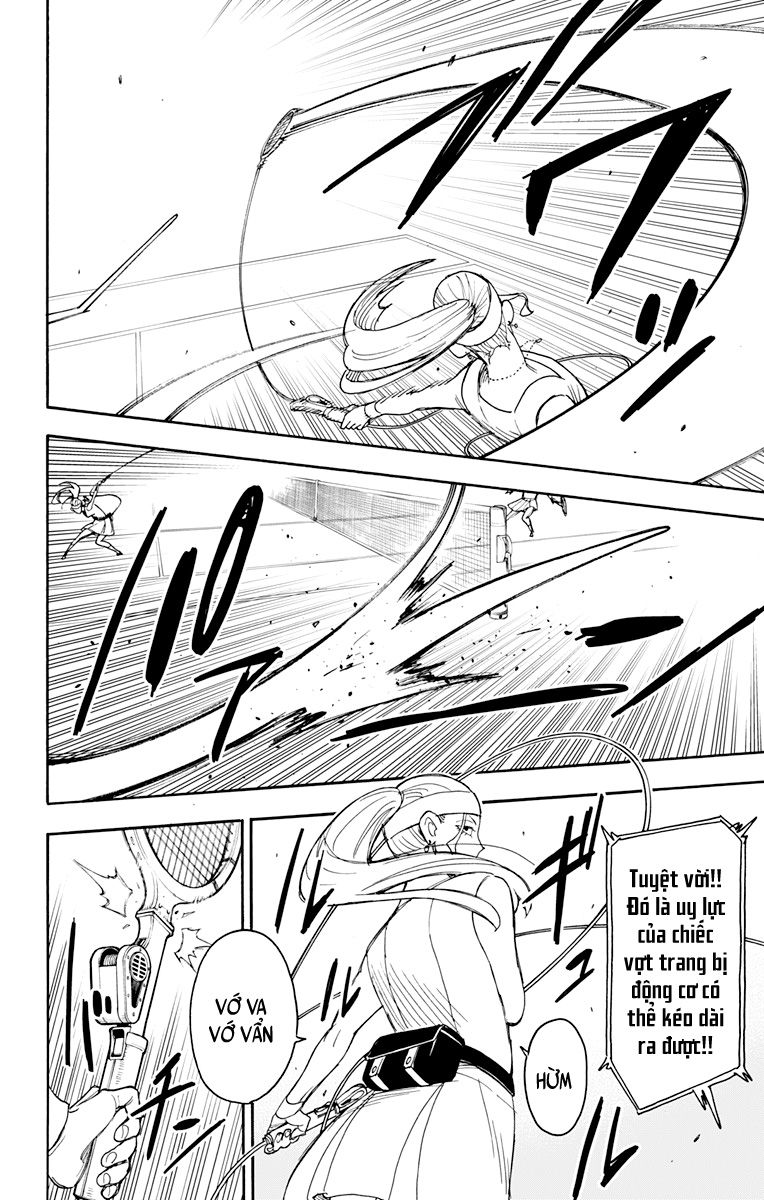 Tuyệt vời!!
Đó là uy lực
của chiếc
vợt trang bị
động cơ có
thể kéo dài
ra được!!
HỪM
VỚ VA
VỚ VẨN